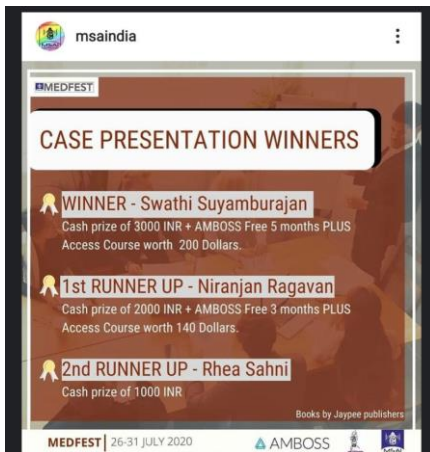 msaindia
MEDFEST
CASE PRESENTATION WINNERS
WINNER - Swathi Suyamburajan
Cash prize of 3000 INR + AMBOSS Free 5 months PLUS
Access Course worth 200 Dollars.
1st RUNNER UP - Niranjan Ragavan
Cash prize of 2000 INR + AMBOSS Free 3 months PLUS
Access Course worth 140 Dollars.
2nd RUNNER UP - Rhea Sahni
Cash prize of 1000 INR
Books by Jaypee publishers
MEDFEST 26-31 JULY 2020 AMBOSS